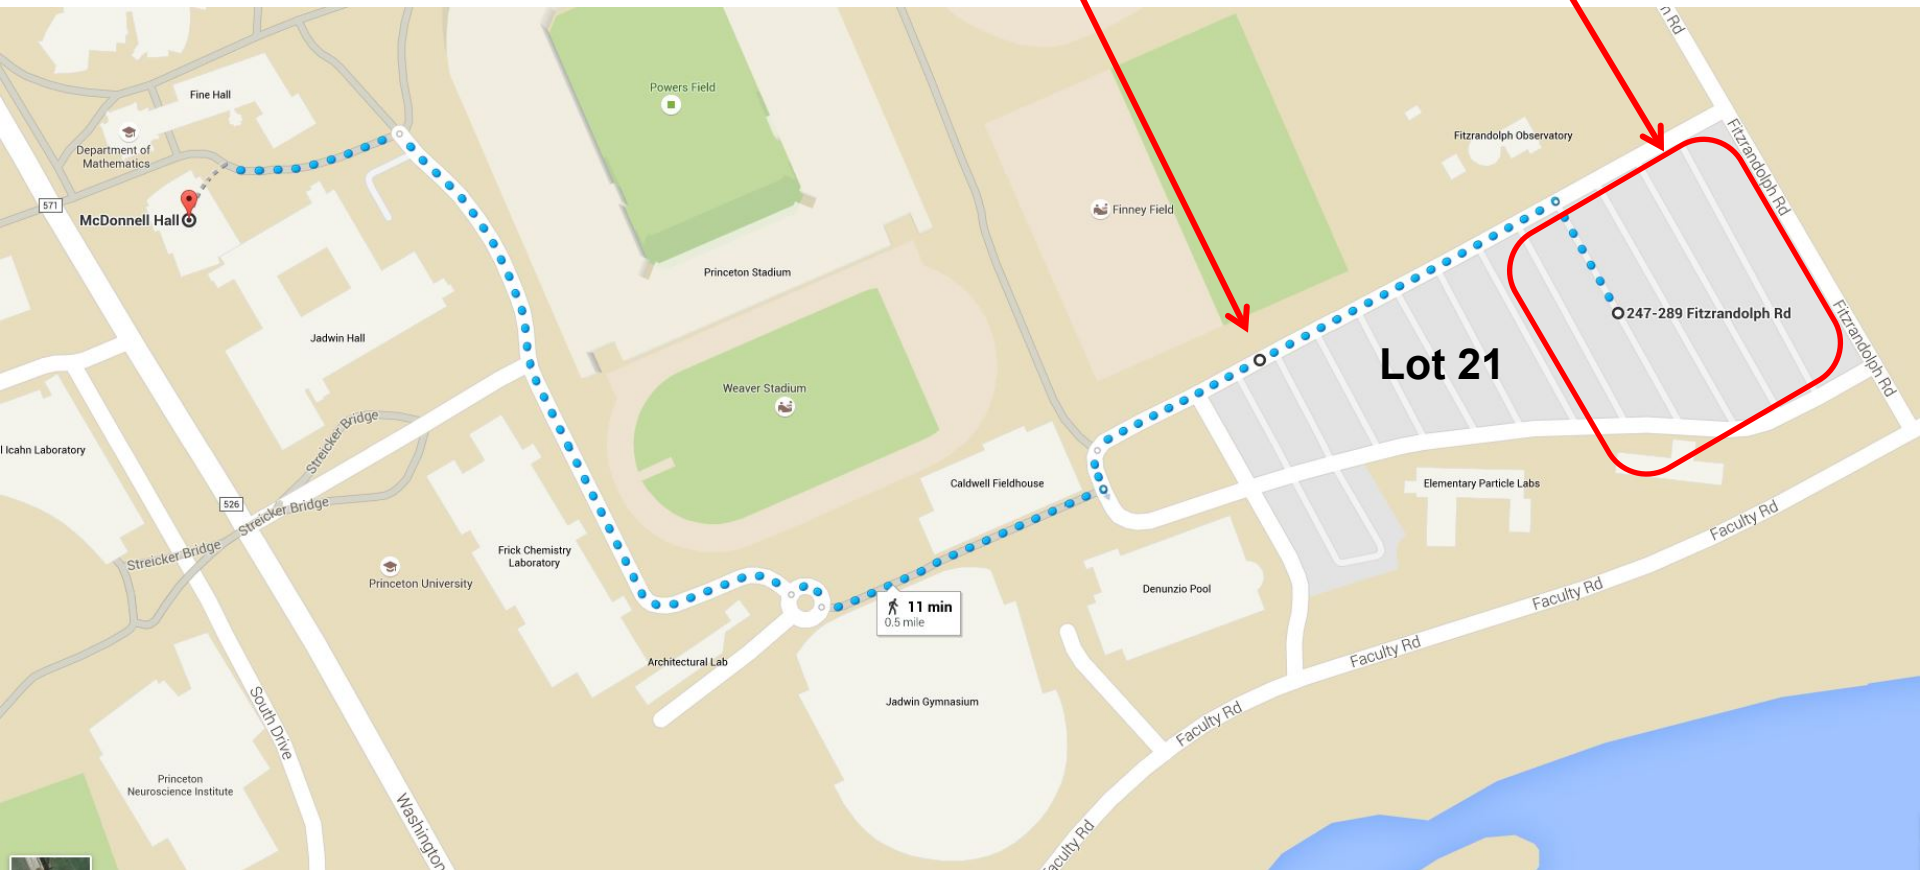 n Rd
Powers Field
Fine Hall
Fitzrandolph Rd
Fitzrandolph Observatory
Department of
Mathematics
571
McDonnell Hall
Finney Field
Princeton Stadium
247-289 Fitzrandolph Rd
Jadwin Hall
Fitzrandolph Rd
Lot 21
Weaver Stadium
Streicker Bridge
l Icahn Laboratory
Caldwell Fieldhouse
Elementary Particle Labs
526
Streicker Bridge
Faculty Rd
Streicker Bridge
Frick Chemistry
Laboratory
Princeton University
Denunzio Pool
Faculty Rd
11 min
0.5 mile
Faculty Rd
Architectural Lab
South Drive
Jadwin Gymnasium
Faculty Rd
Princeton
Neuroscience Institute
Washington
aculty Rd